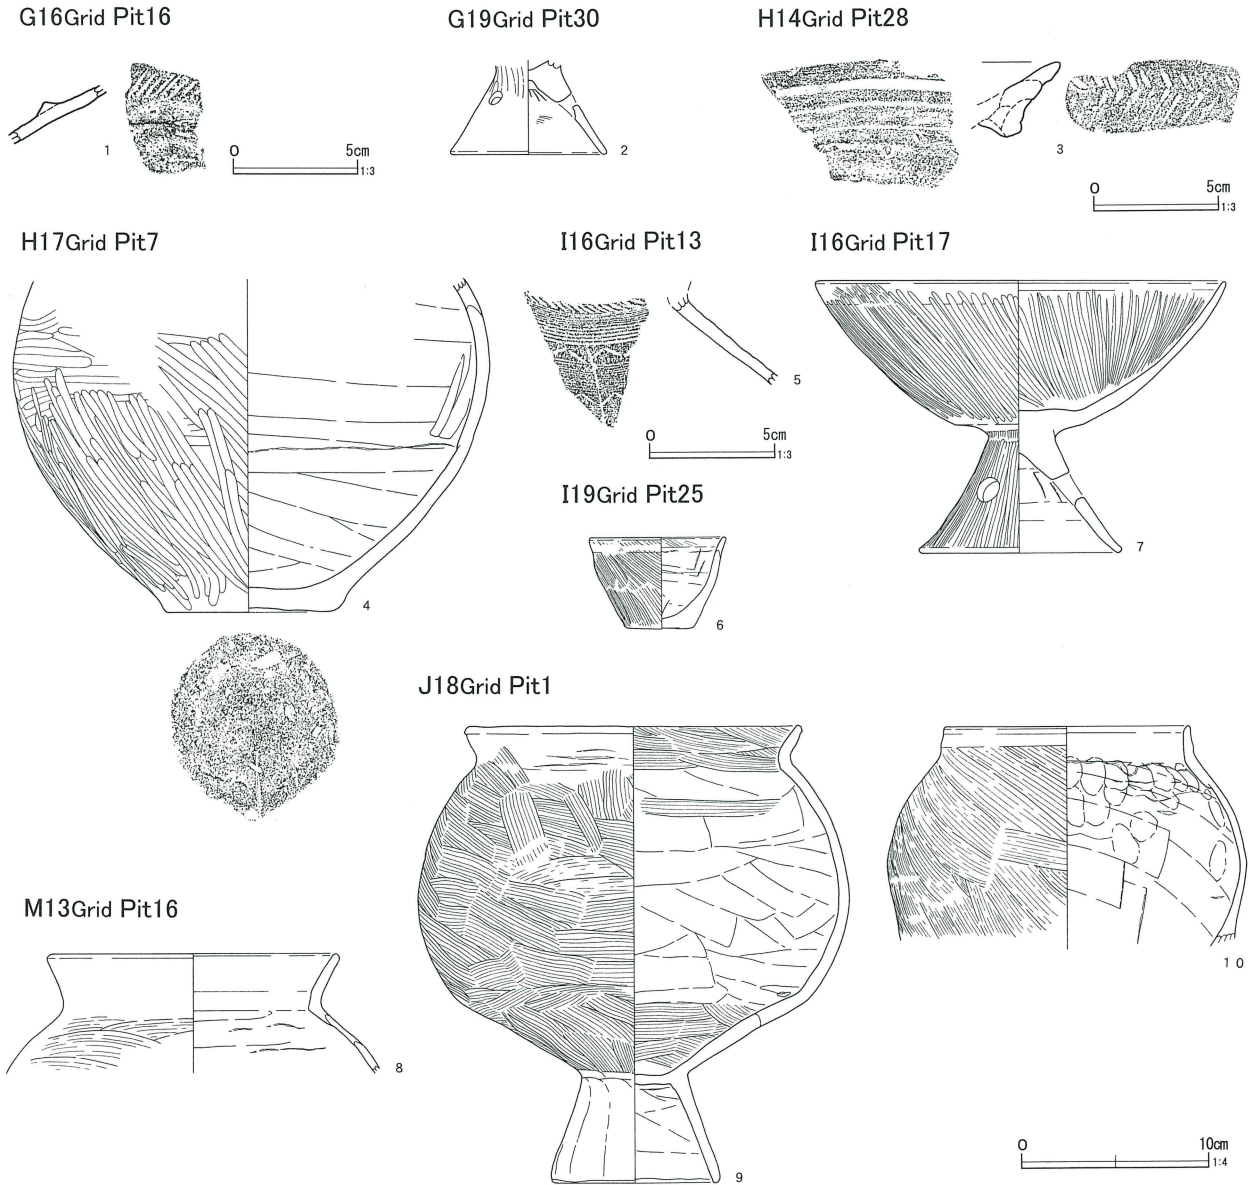 G16Grid Pit16
G19Grid Pit30
H14Grid Pit28
1
0 5cm
1:3
2
3
0 5cm
1:3
H17Grid Pit7
I16Grid Pit13
I16Grid Pit17
4
5
0 5cm
1:3
7
I19Grid Pit25
6
J18Grid Pit1
M13Grid Pit16
8
9
10
0 10cm
1:4